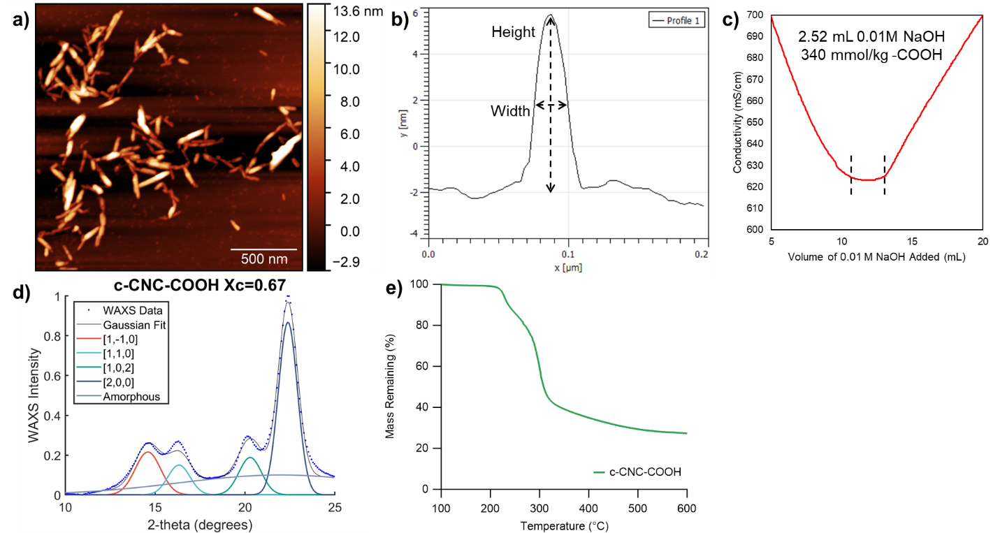 a)
13.6 nm
12.0
10.0
8.0
6.0
4.0
2.0
0.0
−2.9
500 nm
b)
Profile 1
Height
Width
6
4
2
0
-2
-4
y [nm]
0.0
0.1
0.2
x [µm]
c)
2.52 mL 0.01M NaOH
340 mmol/kg -COOH
700
690
680
670
660
650
640
630
620
610
600
Conductivity (mS/cm)
5
10
15
20
Volume of 0.01 M NaOH Added (mL)
d)
c-CNC-COOH Xc=0.67
WAXS Data
Gaussian Fit
[1,-1,0]
[1,1,0]
[1,0,2]
[2,0,0]
Amorphous
1
0.8
0.6
0.4
0.2
0
WAXS Intensity
10
15
20
25
2-theta (degrees)
e)
100
80
60
40
20
0
Mass Remaining (%)
c-CNC-COOH
100
200
300
400
500
600
Temperature (°C)